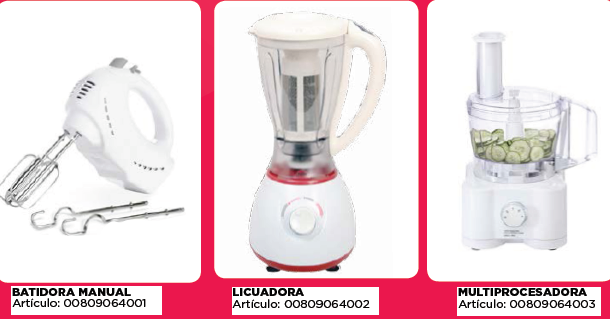 BATIDORA MANUAL
Artículo: 00809064001
LICUADORA
Artículo: 00809064002
MULTIPROCESADORA
Artículo: 00809064003